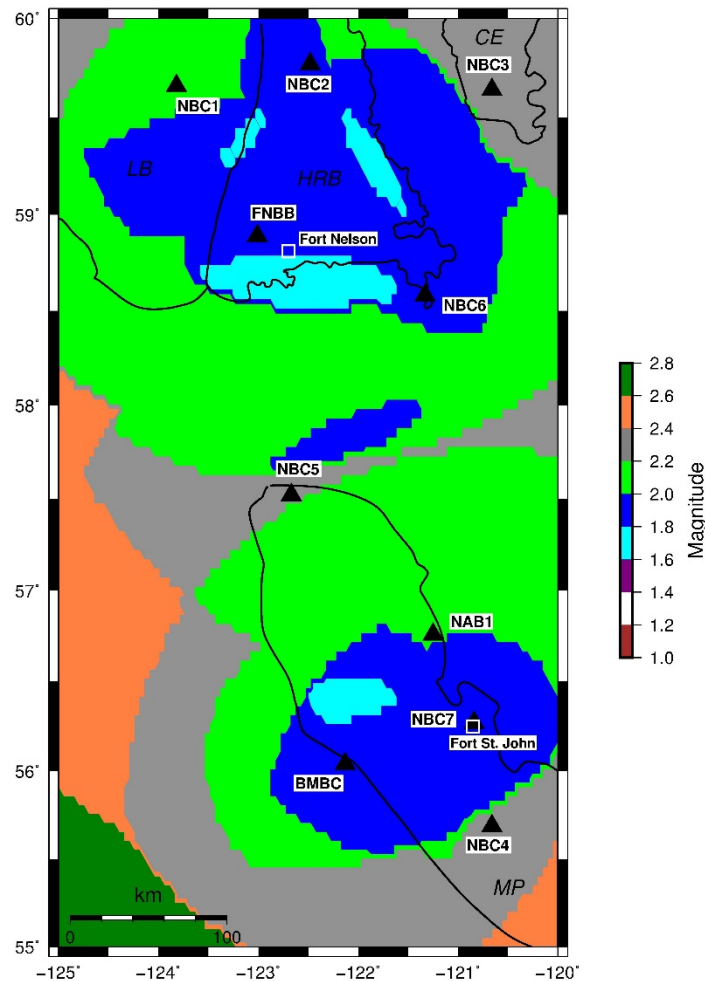 60°
CE
NBC3
NBC2
NBC1
LB
HRB
59°
FNBB
Fort Nelson
NBC6
58°
NBC5
57°
NAB1
NBC7
Fort St. John
56°
BMBC
NBC4
MP
km
0
100
55°
−125°
−124°
−123°
−122°
−121°
−120°
2.8
2.6
2.4
2.2
2.0
1.8
1.6
1.4
1.2
1.0
Magnitude